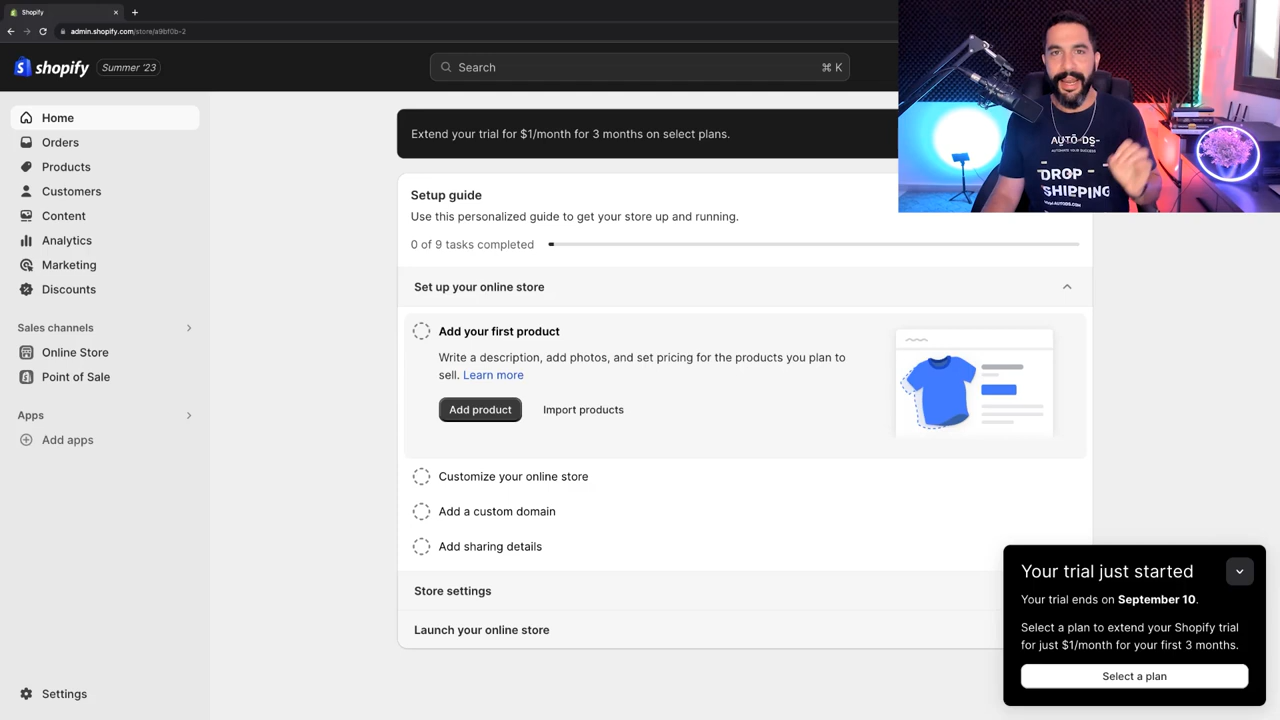 Shopify
admin.shopify.com/store/a9bf0b-2
shopify
Summer '23
Search
⌘ K
Home
Orders
Products
Customers
Content
Analytics
Marketing
Discounts
Sales channels
Online Store
Point of Sale
Apps
Add apps
Settings
Extend your trial for $1/month for 3 months on select plans.
Setup guide
Use this personalized guide to get your store up and running.
0 of 9 tasks completed
Set up your online store
Add your first product
Write a description, add photos, and set pricing for the products you plan to
sell. Learn more
Add product
Import products
Customize your online store
Add a custom domain
Add sharing details
Store settings
Launch your online store
AUTODS
AUTOMATE YOUR SUCCESS
DROP
SHIPPING
Your trial just started
Your trial ends on September 10.
Select a plan to extend your Shopify trial
for just $1/month for your first 3 months.
Select a plan